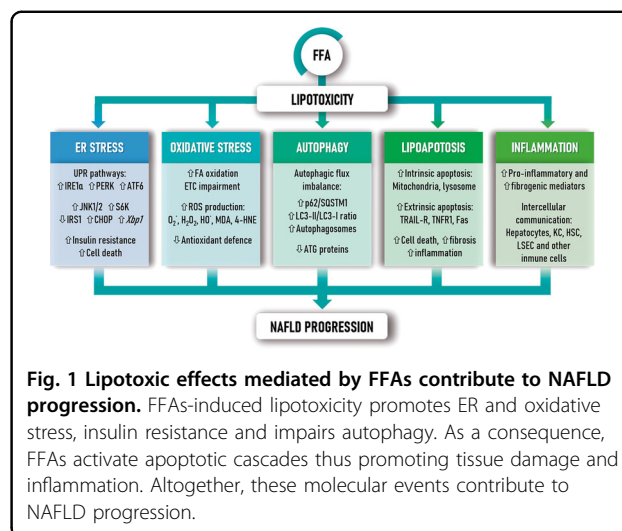 FFA
LIPOTOXICITY
ER STRESS
UPR pathways:
⇧IRE1α ⇧PERK ⇧ATF6
⇧JNK1/2 ⇧S6K
⇩IRS1 ⇧CHOP ⇧Xbp1
⇧Insulin resistance
⇧Cell death
OXIDATIVE STRESS
⇧FA oxidation
ETC impairment
⇧ROS production:
O₂⁻, H₂O₂, HO⁻, MDA, 4-HNE
⇩Antioxidant defence
AUTOPHAGY
Autophagic flux
imbalance:
⇧p62/SQSTM1
⇧LC3-II/LC3-I ratio
⇧Autophagosomes
⇩ATG proteins
LIPOAPOTOSIS
⇧Intrinsic apoptosis:
Mitochondria, lysosome
⇧Extrinsic apoptosis:
TRAIL-R, TNFR1, Fas
⇧Cell death, ⇧fibrosis
⇧inflammation
INFLAMMATION
⇧Pro-inflammatory and
⇧fibrogenic mediators
Intercellular
communication:
Hepatocytes, KC, HSC,
LSEC and other
inmune cells
NAFLD PROGRESSION
Fig. 1 Lipotoxic effects mediated by FFAs contribute to NAFLD
progression. FFAs-induced lipotoxicity promotes ER and oxidative
stress, insulin resistance and impairs autophagy. As a consequence,
FFAs activate apoptotic cascades thus promoting tissue damage and
inflammation. Altogether, these molecular events contribute to
NAFLD progression.